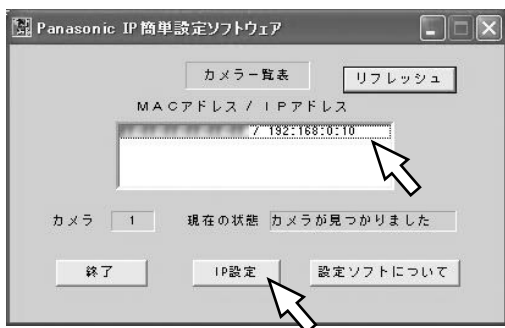 Panasonic IP簡単設定ソフトウェア
カメラ一覧表
リフレッシュ
MACアドレス / IPアドレス
/ 192:168:0:10
カメラ 1 現在の状態 カメラが見つかりました
終了 IP設定 設定ソフトについて